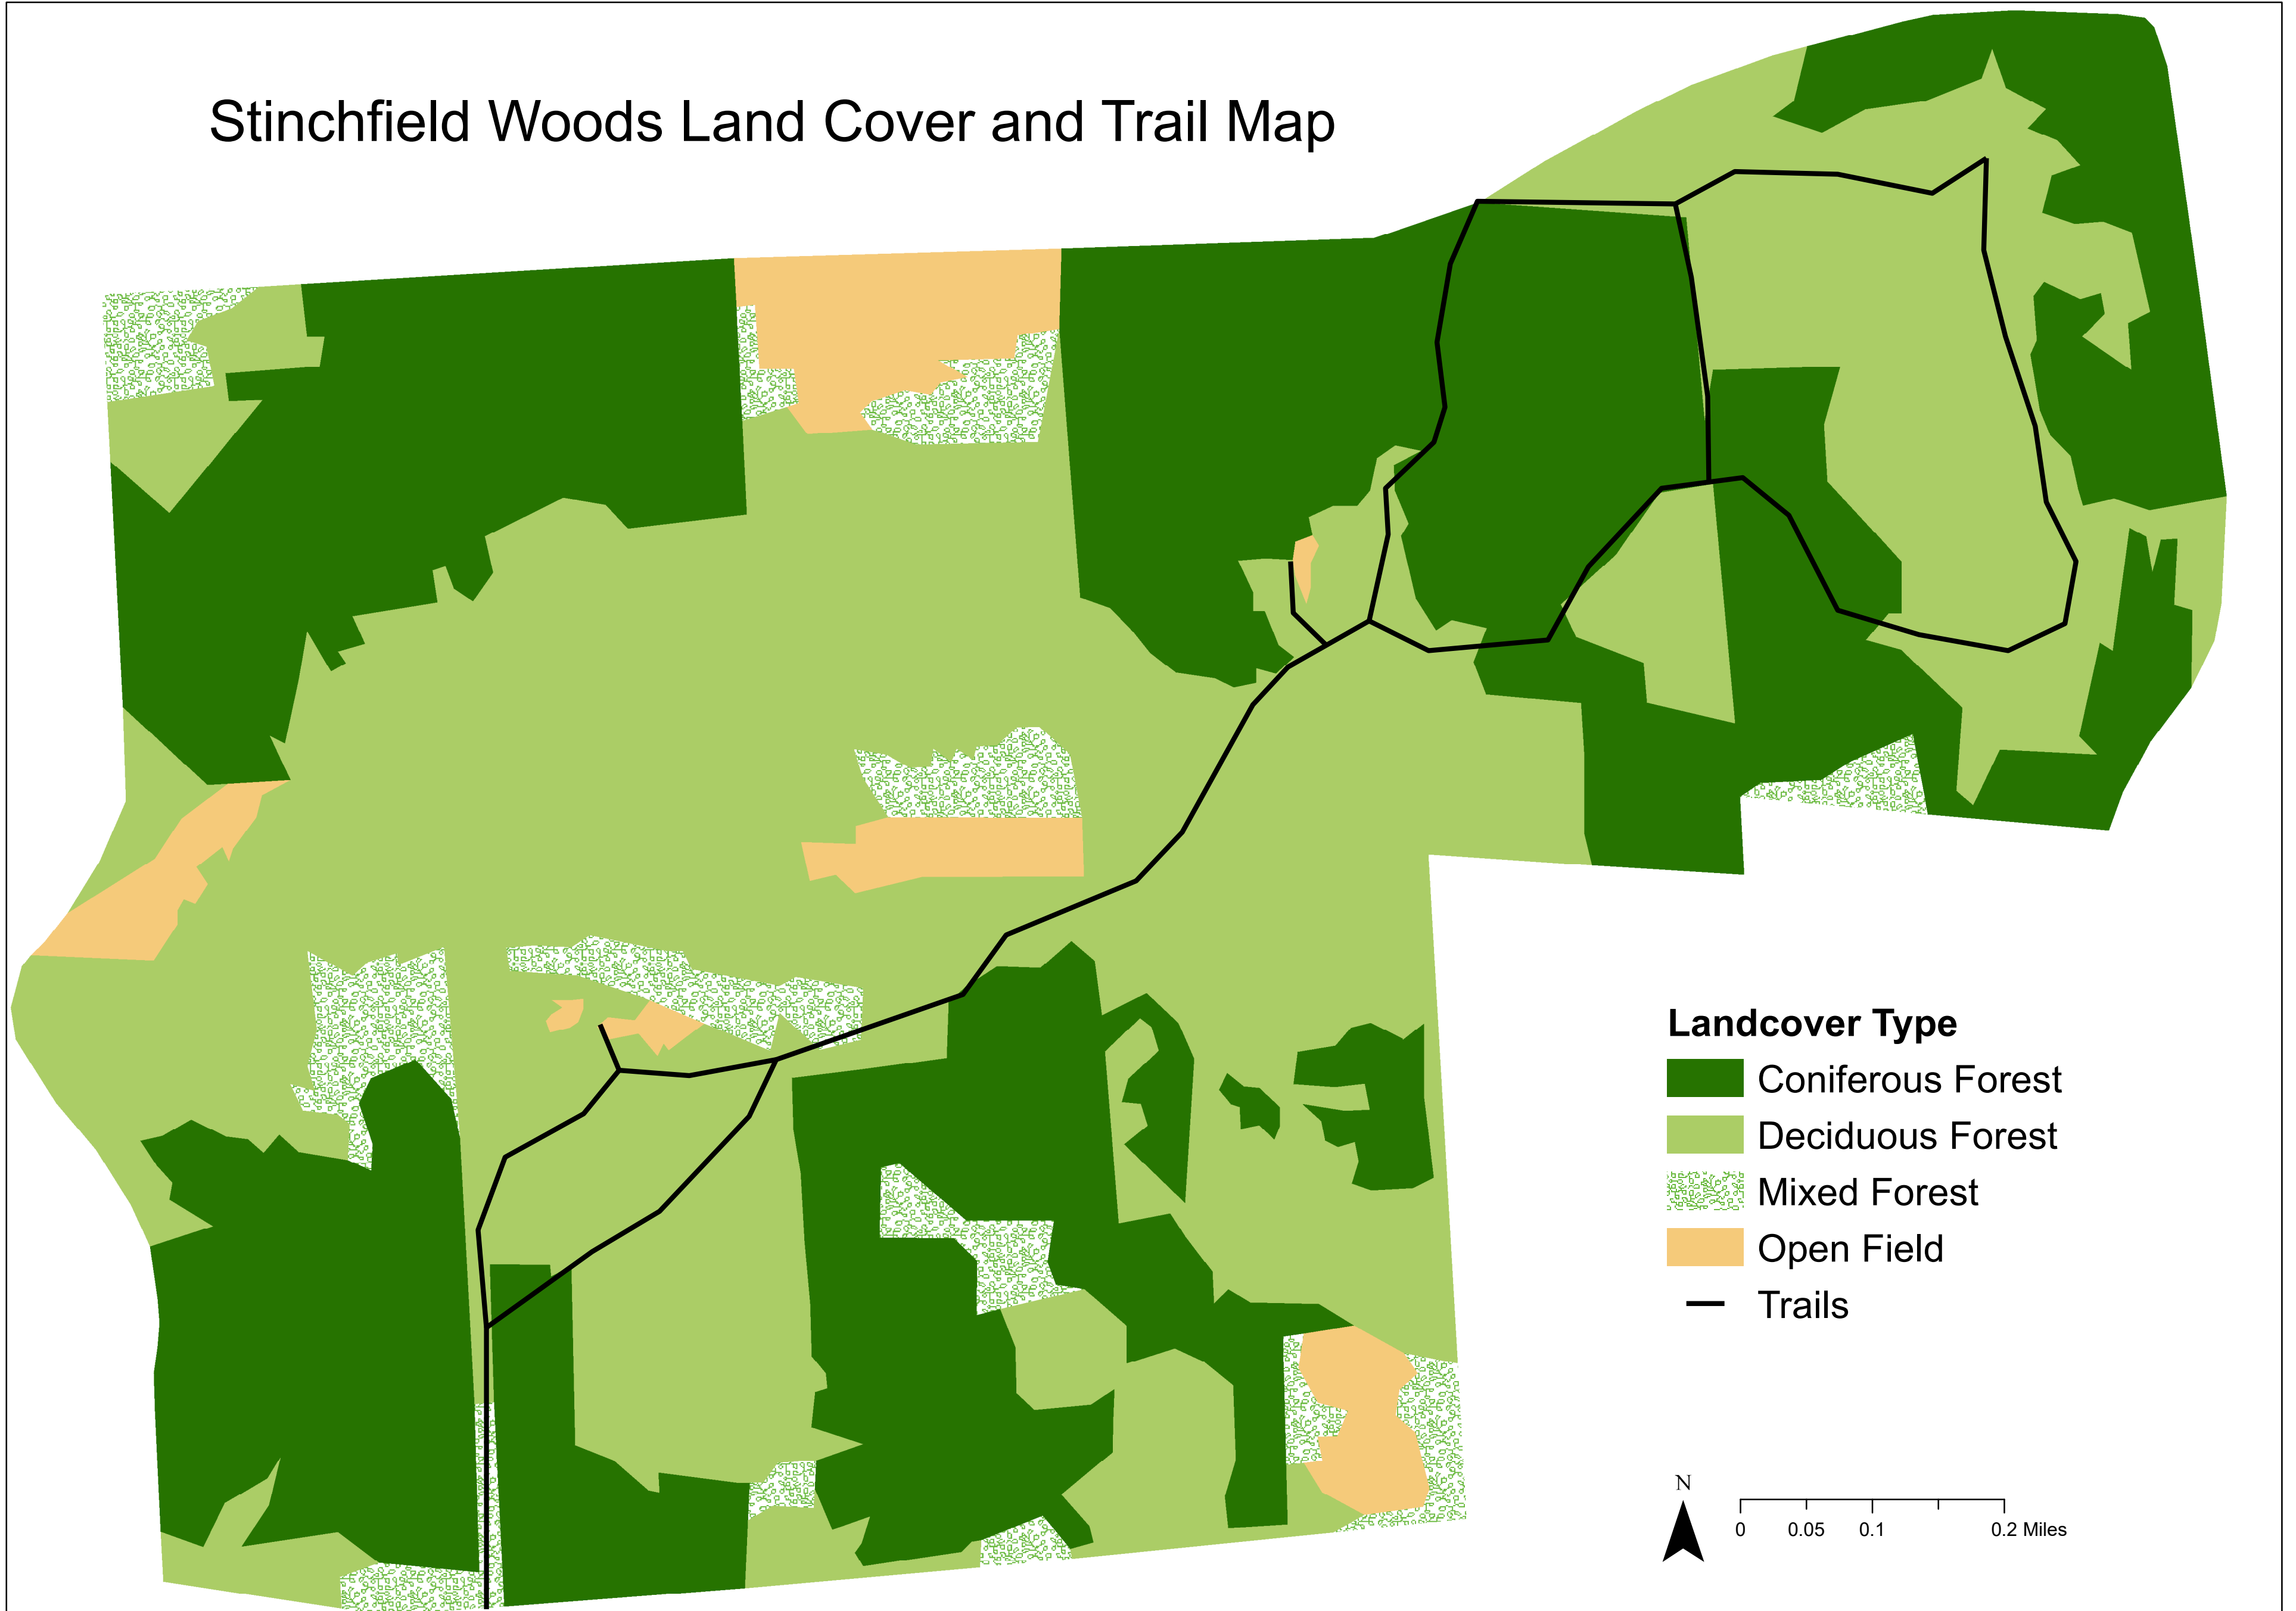 Stinchfield Woods Land Cover and Trail Map
Landcover Type
Coniferous Forest
Deciduous Forest
Mixed Forest
Open Field
Trails
N
0 0.05 0.1 0.2 Miles